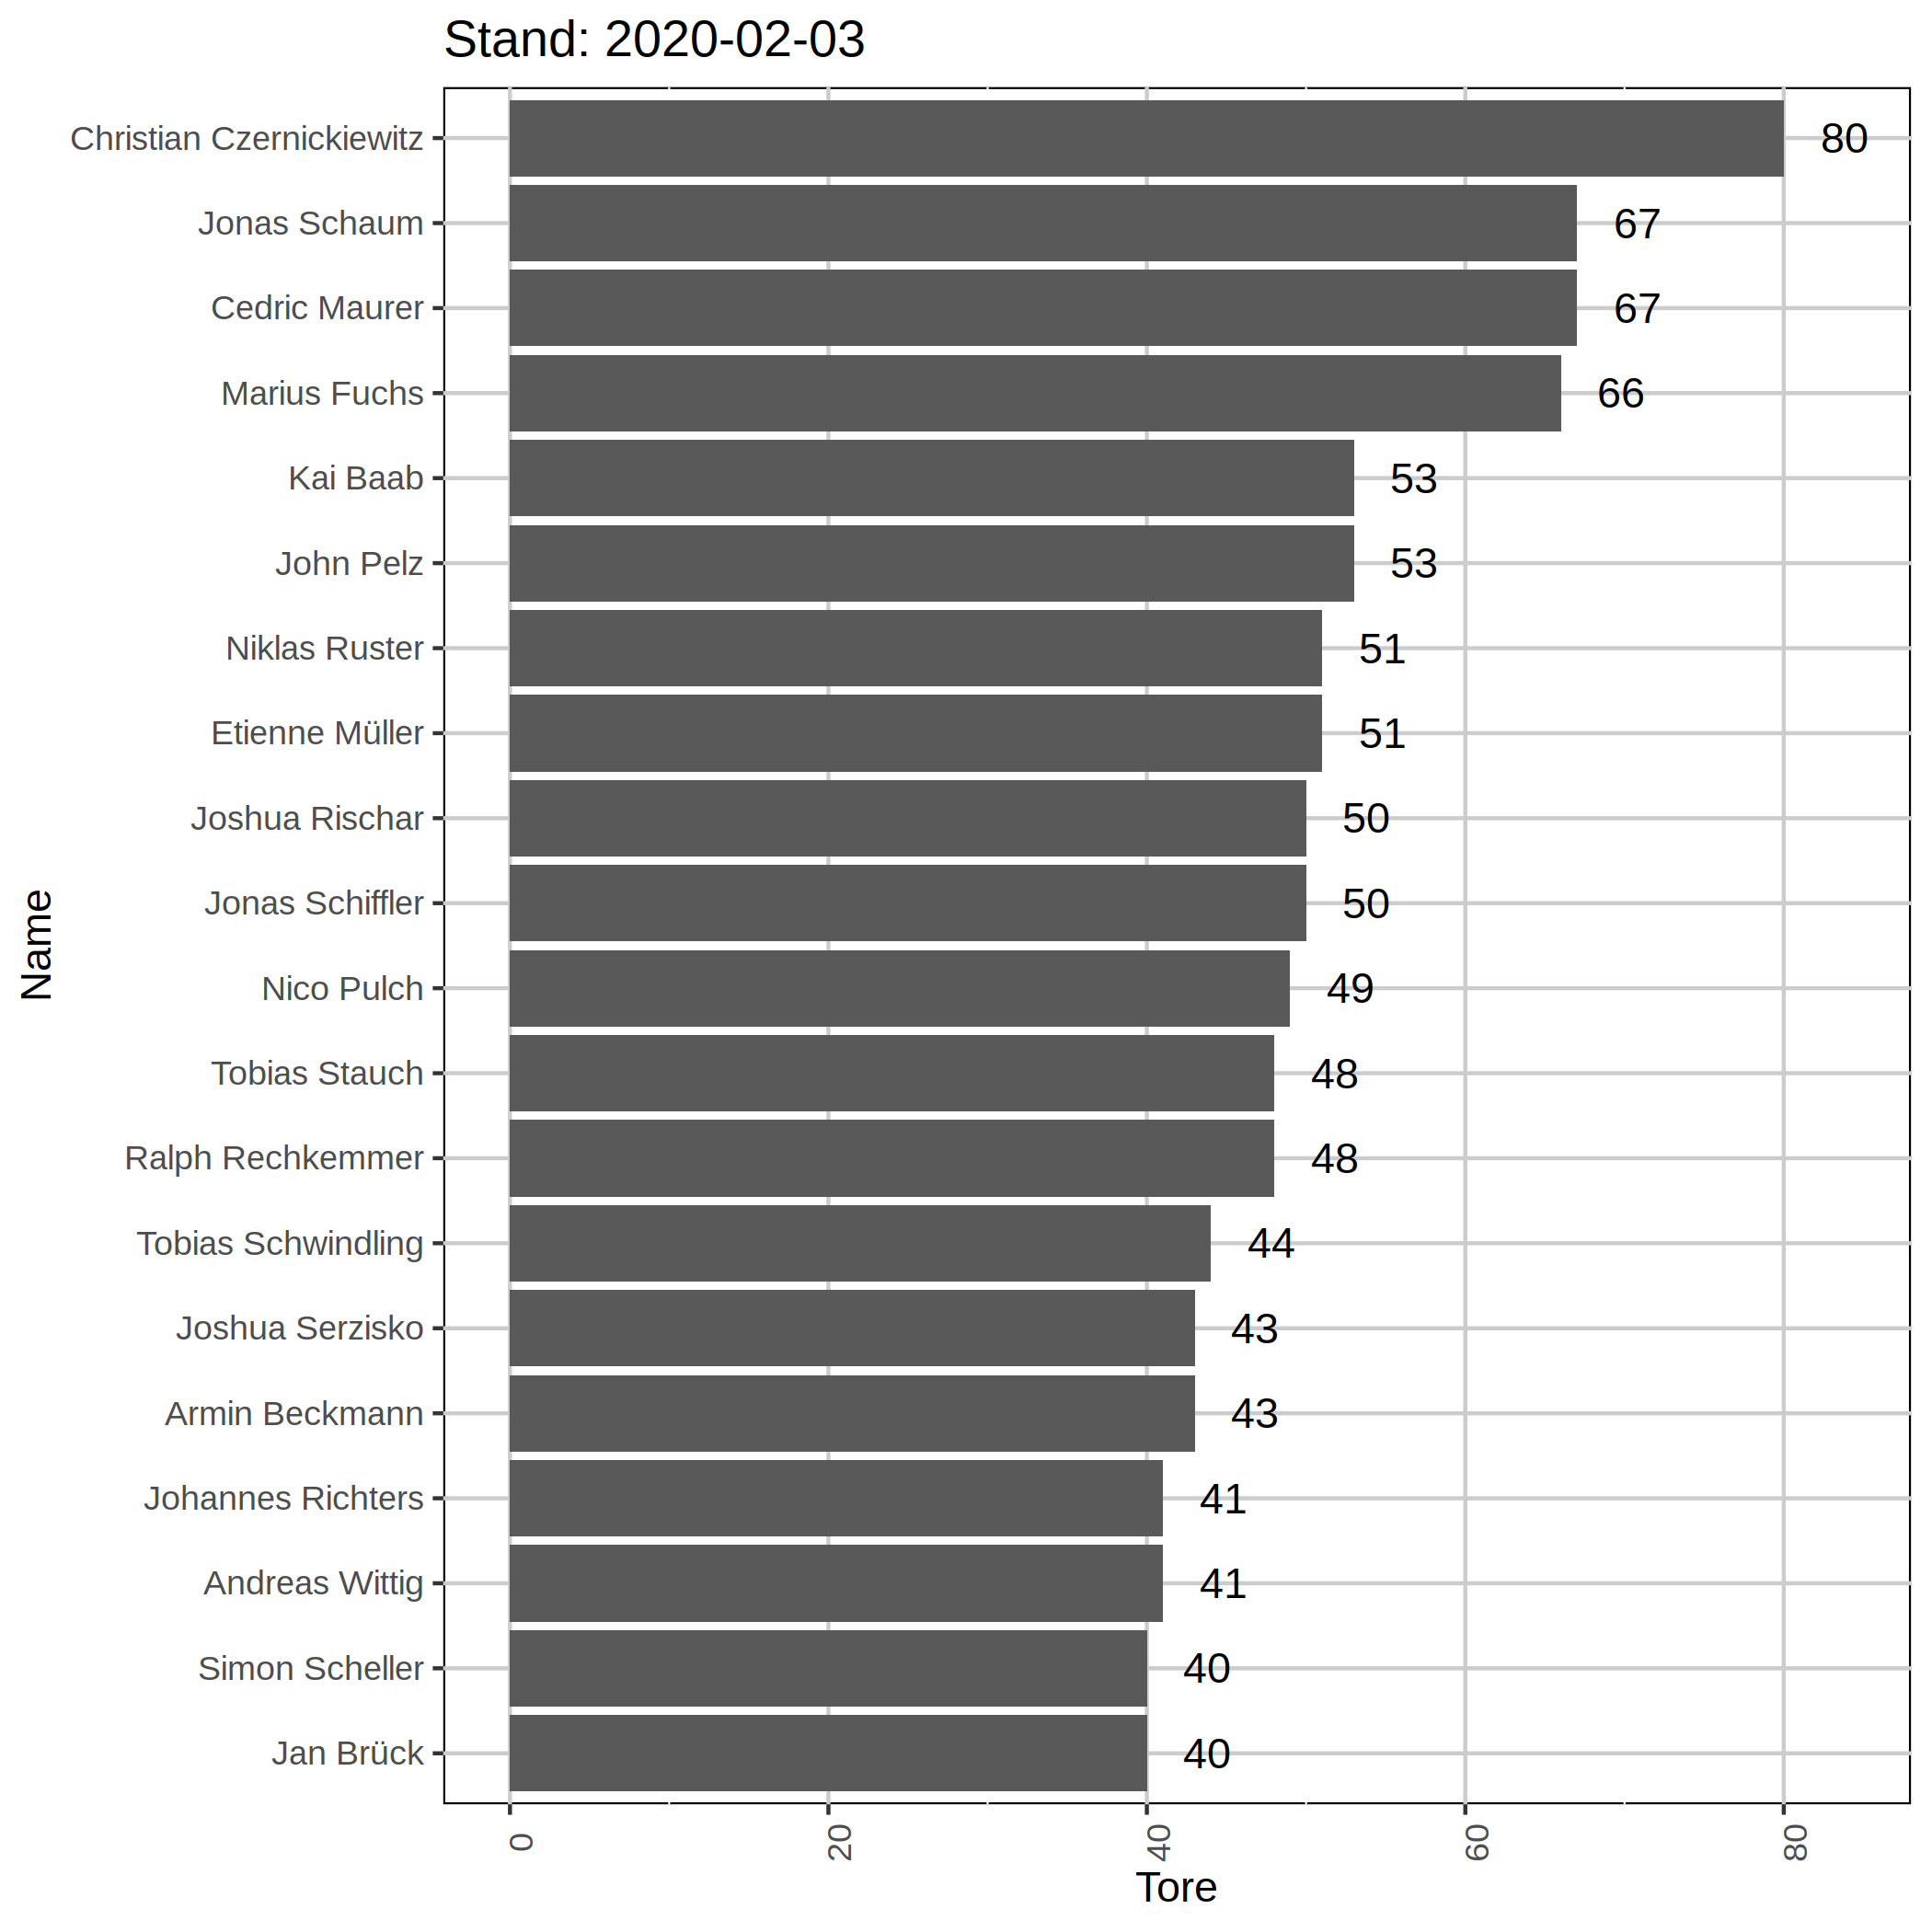 Stand: 2020-02-03
Christian Czernickiewitz 80
Jonas Schaum 67
Cedric Maurer 67
Marius Fuchs 66
Kai Baab 53
John Pelz 53
Niklas Ruster 51
Etienne Müller 51
Joshua Rischar 50
Jonas Schiffler 50
Nico Pulch 49
Tobias Stauch 48
Ralph Rechkemmer 48
Tobias Schwindling 44
Joshua Serzisko 43
Armin Beckmann 43
Johannes Richters 41
Andreas Wittig 41
Simon Scheller 40
Jan Brück 40
Name
0 20 40 60 80
Tore